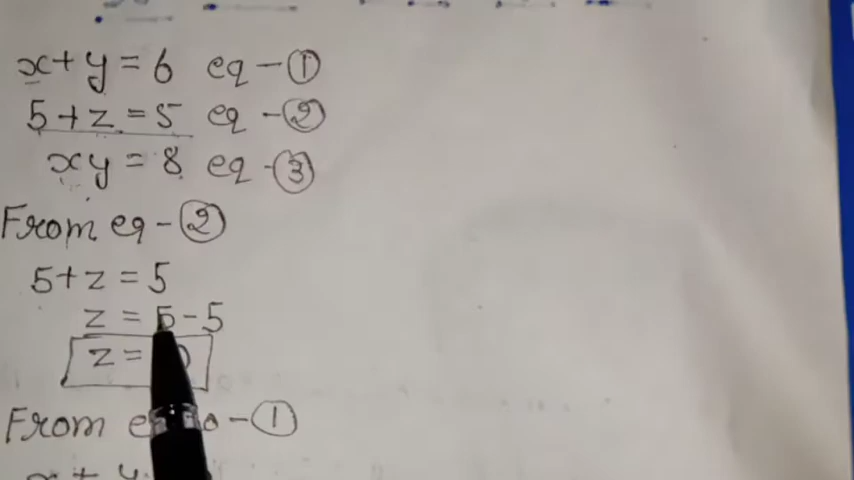 x + y = 6 eq - ①
5 + z = 5 eq - ②
xy = 8 eq - ③
From eq - ②
5 + z = 5
z = 5 - 5
z =
From - ①
x + y